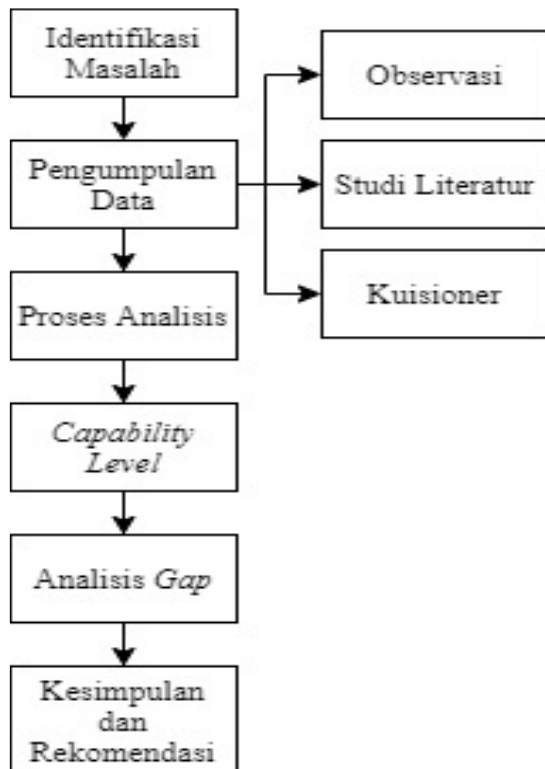 Identifikasi
Masalah
Pengumpulan
Data
Observasi
Studi Literatur
Kuisioner
Proses Analisis
Capability
Level
Analisis Gap
Kesimpulan
dan
Rekomendasi